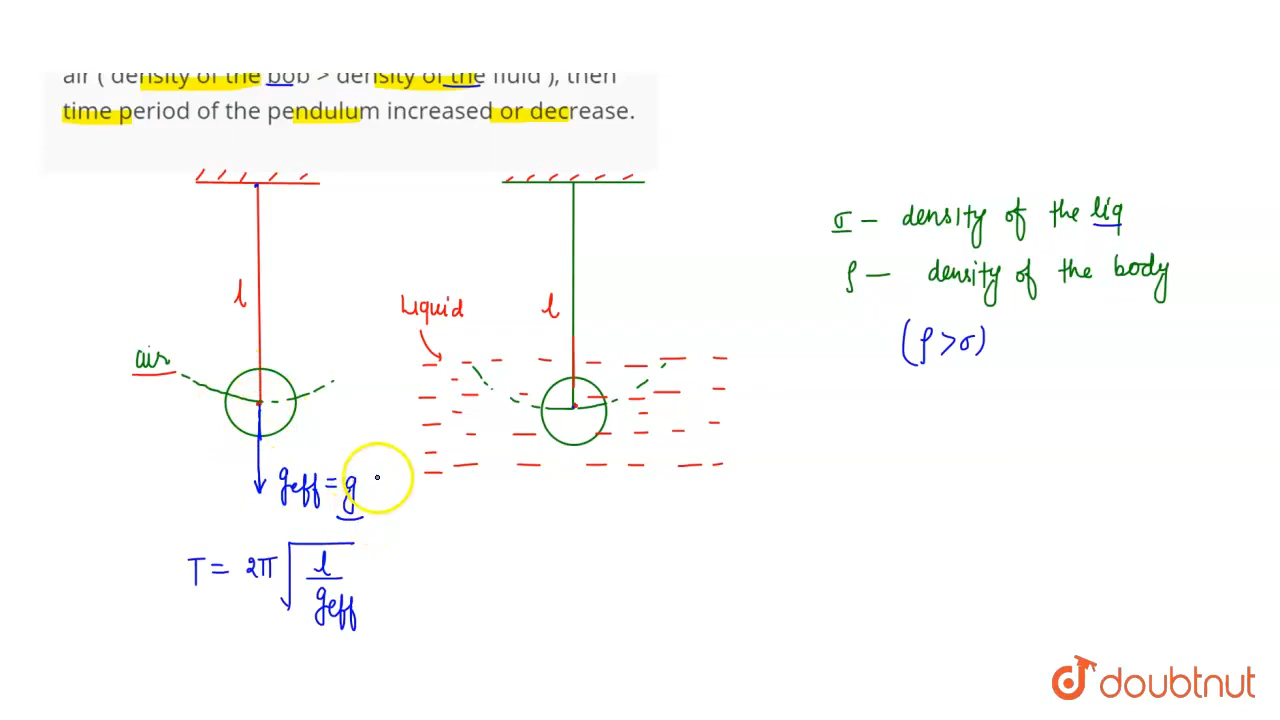 air ( density of the bob > density of the fluid ), then
time period of the pendulum increased or decrease.
σ – density of the liq
ρ – density of the body
(ρ > σ)
l
l
Liquid
air
geff = g
T = 2π√(l/geff)
doubtnut